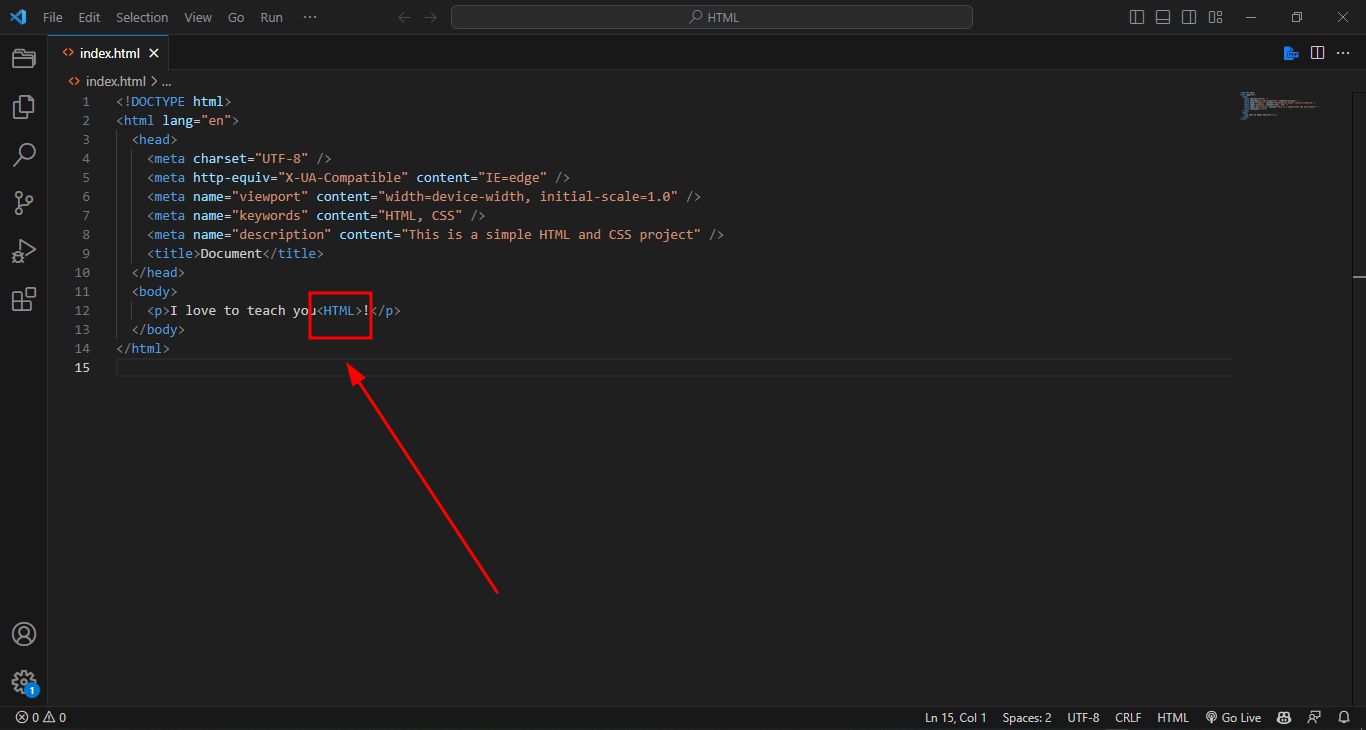 File Edit Selection View Go Run ···
HTML
index.html
index.html > ...
1 <!DOCTYPE html>
2 <html lang="en">
3 <head>
4 <meta charset="UTF-8" />
5 <meta http-equiv="X-UA-Compatible" content="IE=edge" />
6 <meta name="viewport" content="width=device-width, initial-scale=1.0" />
7 <meta name="keywords" content="HTML, CSS" />
8 <meta name="description" content="This is a simple HTML and CSS project" />
9 <title>Document</title>
10 </head>
11 <body>
12 <p>I love to teach you<HTML>!</p>
13 </body>
14 </html>
15
1
0 0 Ln 15, Col 1 Spaces: 2 UTF-8 CRLF HTML Go Live